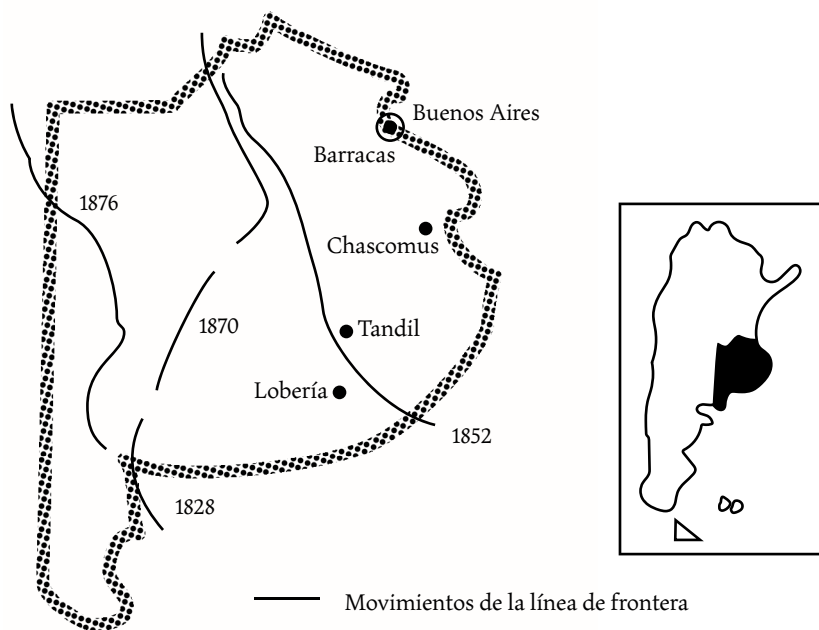 Buenos Aires
Barracas
1876
Chascomus
1870
Tandil
Lobería
1852
1828
Movimientos de la línea de frontera